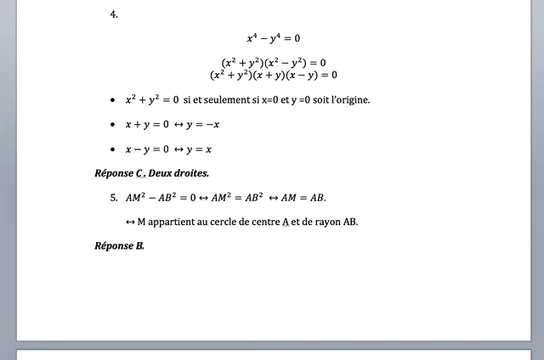 4.
x⁴ − y⁴ = 0
(x² + y²)(x² − y²) = 0
(x² + y²)(x + y)(x − y) = 0
• x² + y² = 0 si et seulement si x=0 et y =0 soit l'origine.
• x + y = 0 ↔ y = −x
• x − y = 0 ↔ y = x
Réponse C. Deux droites.
5. AM² − AB² = 0 ↔ AM² = AB² ↔ AM = AB.
↔ M appartient au cercle de centre A et de rayon AB.
Réponse B.